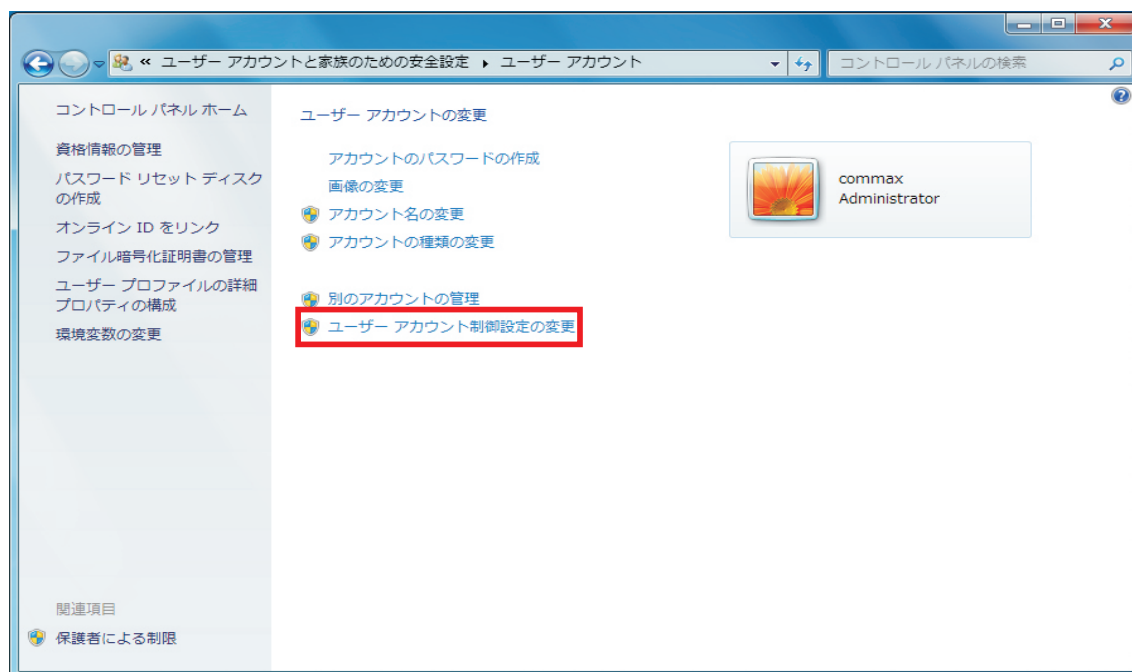 « ユーザー アカウントと家族のための安全設定 ▸ ユーザー アカウント
コントロール パネルの検索
コントロール パネル ホーム
資格情報の管理
パスワード リセット ディスク
の作成
オンライン ID をリンク
ファイル暗号化証明書の管理
ユーザー プロファイルの詳細
プロパティの構成
環境変数の変更
関連項目
保護者による制限
ユーザー アカウントの変更
アカウントのパスワードの作成
画像の変更
アカウント名の変更
アカウントの種類の変更
別のアカウントの管理
ユーザー アカウント制御設定の変更
commax
Administrator